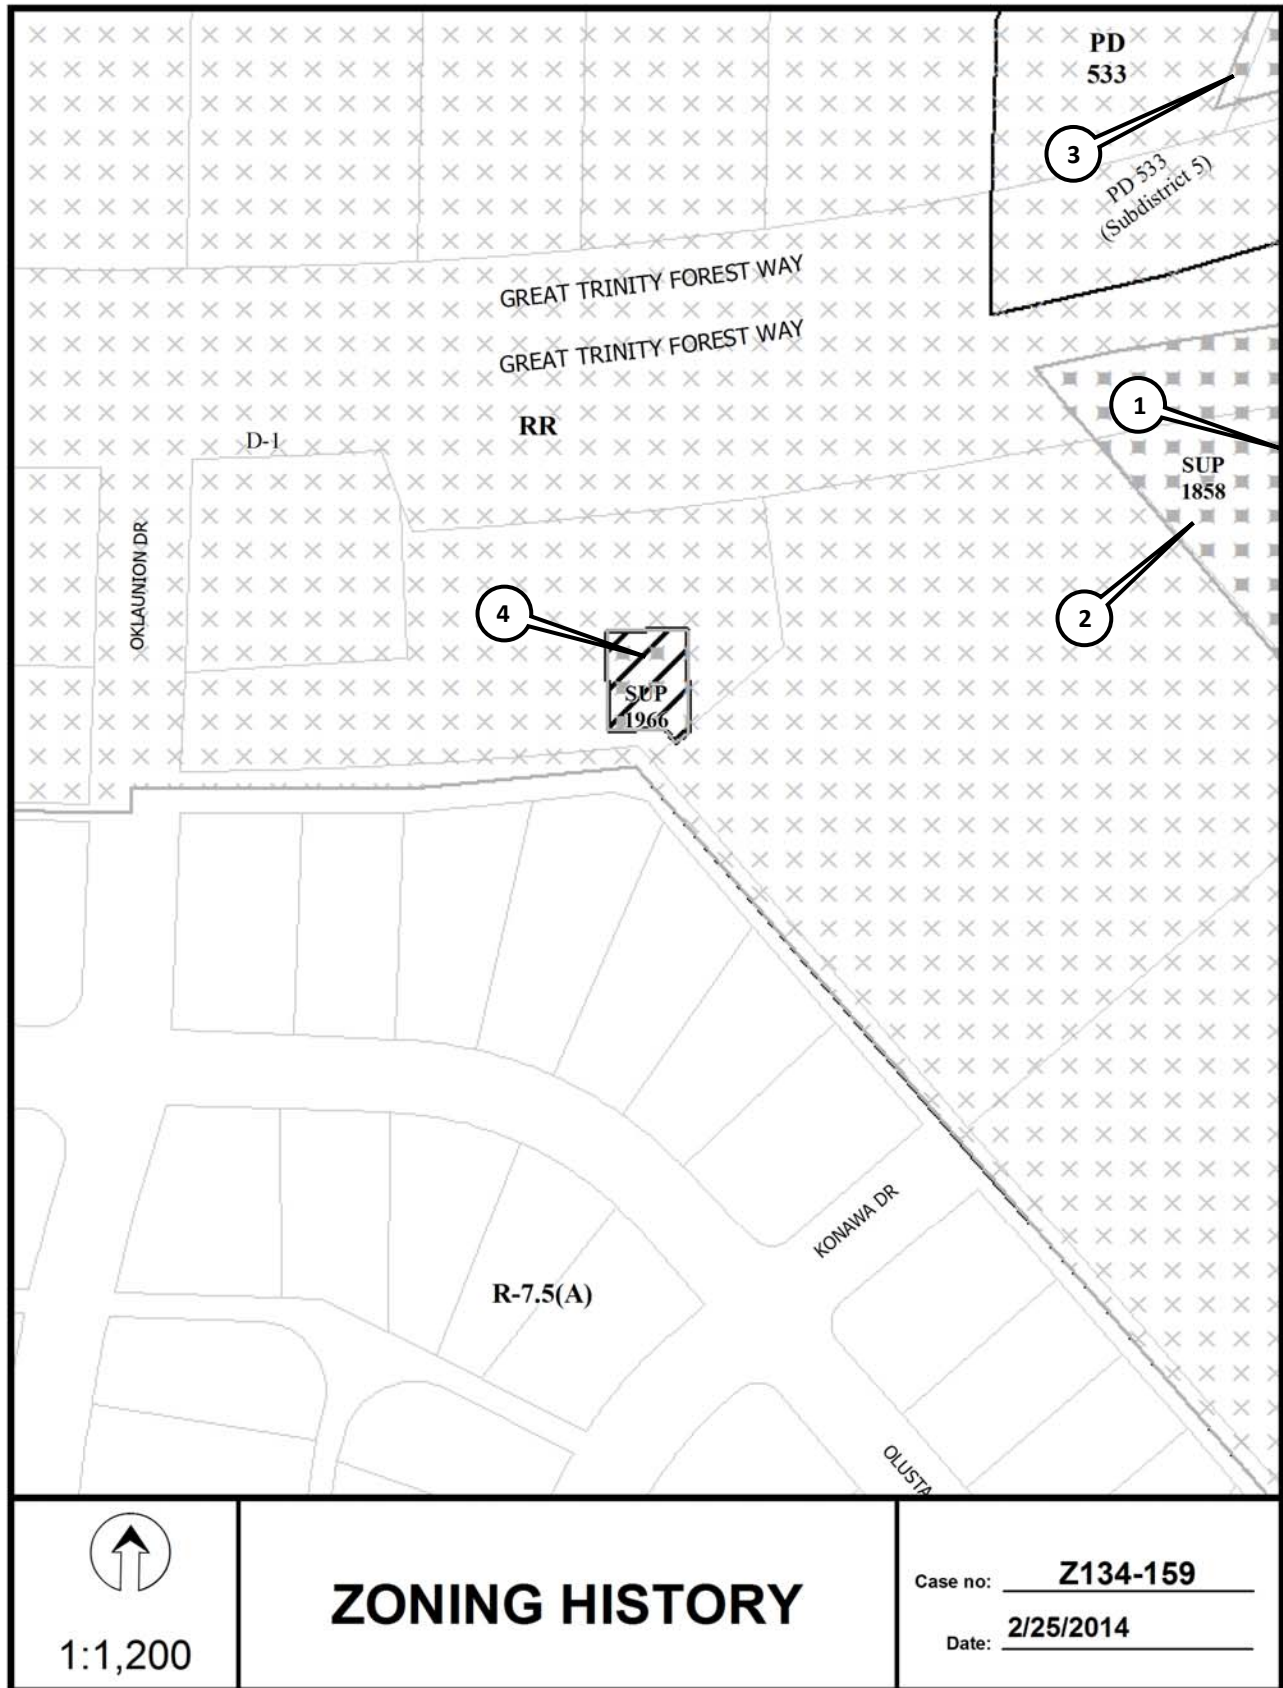 PD
533
3
PD 533
(Subdistrict 5)
GREAT TRINITY FOREST WAY
GREAT TRINITY FOREST WAY
1
RR
D-1
SUP
1858
OKLAUNION DR
4
2
SUP
1966
KONAWA DR
R-7.5(A)
OLUSTA
1:1,200
ZONING HISTORY
Case no: Z134-159
Date: 2/25/2014